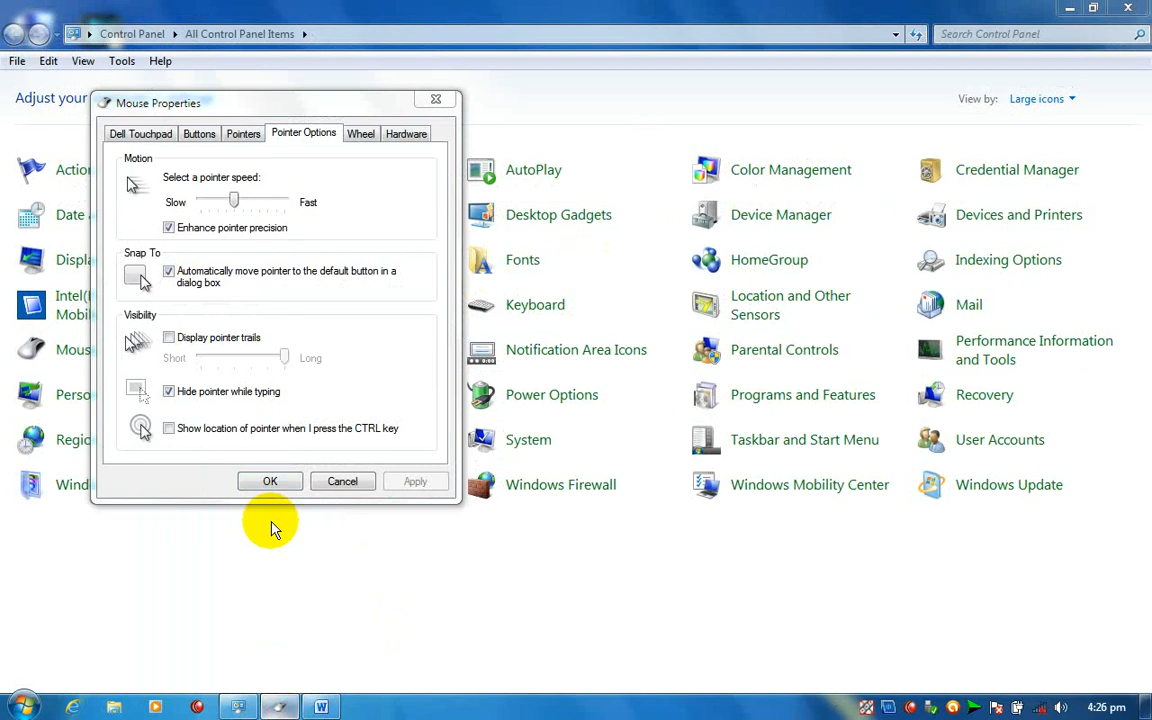 Control Panel
All Control Panel Items
Search Control Panel
File Edit View Tools Help
Adjust your
View by: Large icons
Mouse Properties
Dell Touchpad Buttons Pointers Pointer Options Wheel Hardware
Motion
Select a pointer speed:
Slow Fast
Enhance pointer precision
Snap To
Automatically move pointer to the default button in a
dialog box
Visibility
Display pointer trails
Short Long
Hide pointer while typing
Show location of pointer when I press the CTRL key
OK Cancel Apply
Action
Date
Displ
Intel(
Mobil
Mous
Perso
Regio
Windo
AutoPlay
Desktop Gadgets
Fonts
Keyboard
Notification Area Icons
Power Options
System
Windows Firewall
Color Management
Device Manager
HomeGroup
Location and Other
Sensors
Parental Controls
Programs and Features
Taskbar and Start Menu
Windows Mobility Center
Credential Manager
Devices and Printers
Indexing Options
Mail
Performance Information
and Tools
Recovery
User Accounts
Windows Update
4:26 pm